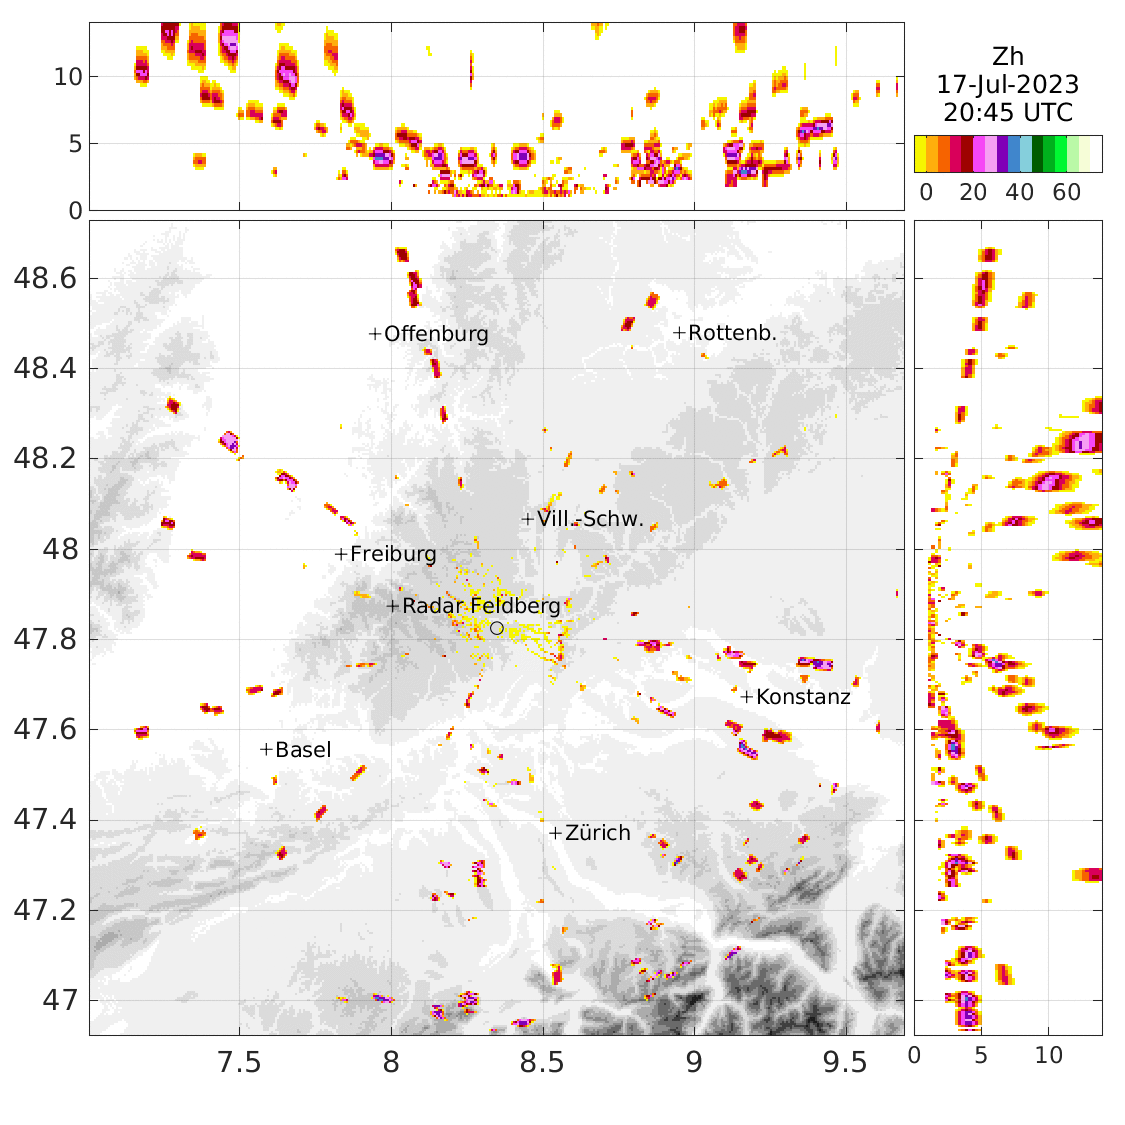 10
5
0
Zh
17-Jul-2023
20:45 UTC
0 20 40 60
48.6
48.4
48.2
48
47.8
47.6
47.4
47.2
47
+Offenburg
+Rottenb.
+Vill.-Schw.
+Freiburg
+Radar Feldberg
+Konstanz
+Basel
+Zürich
7.5 8 8.5 9 9.5
0 5 10